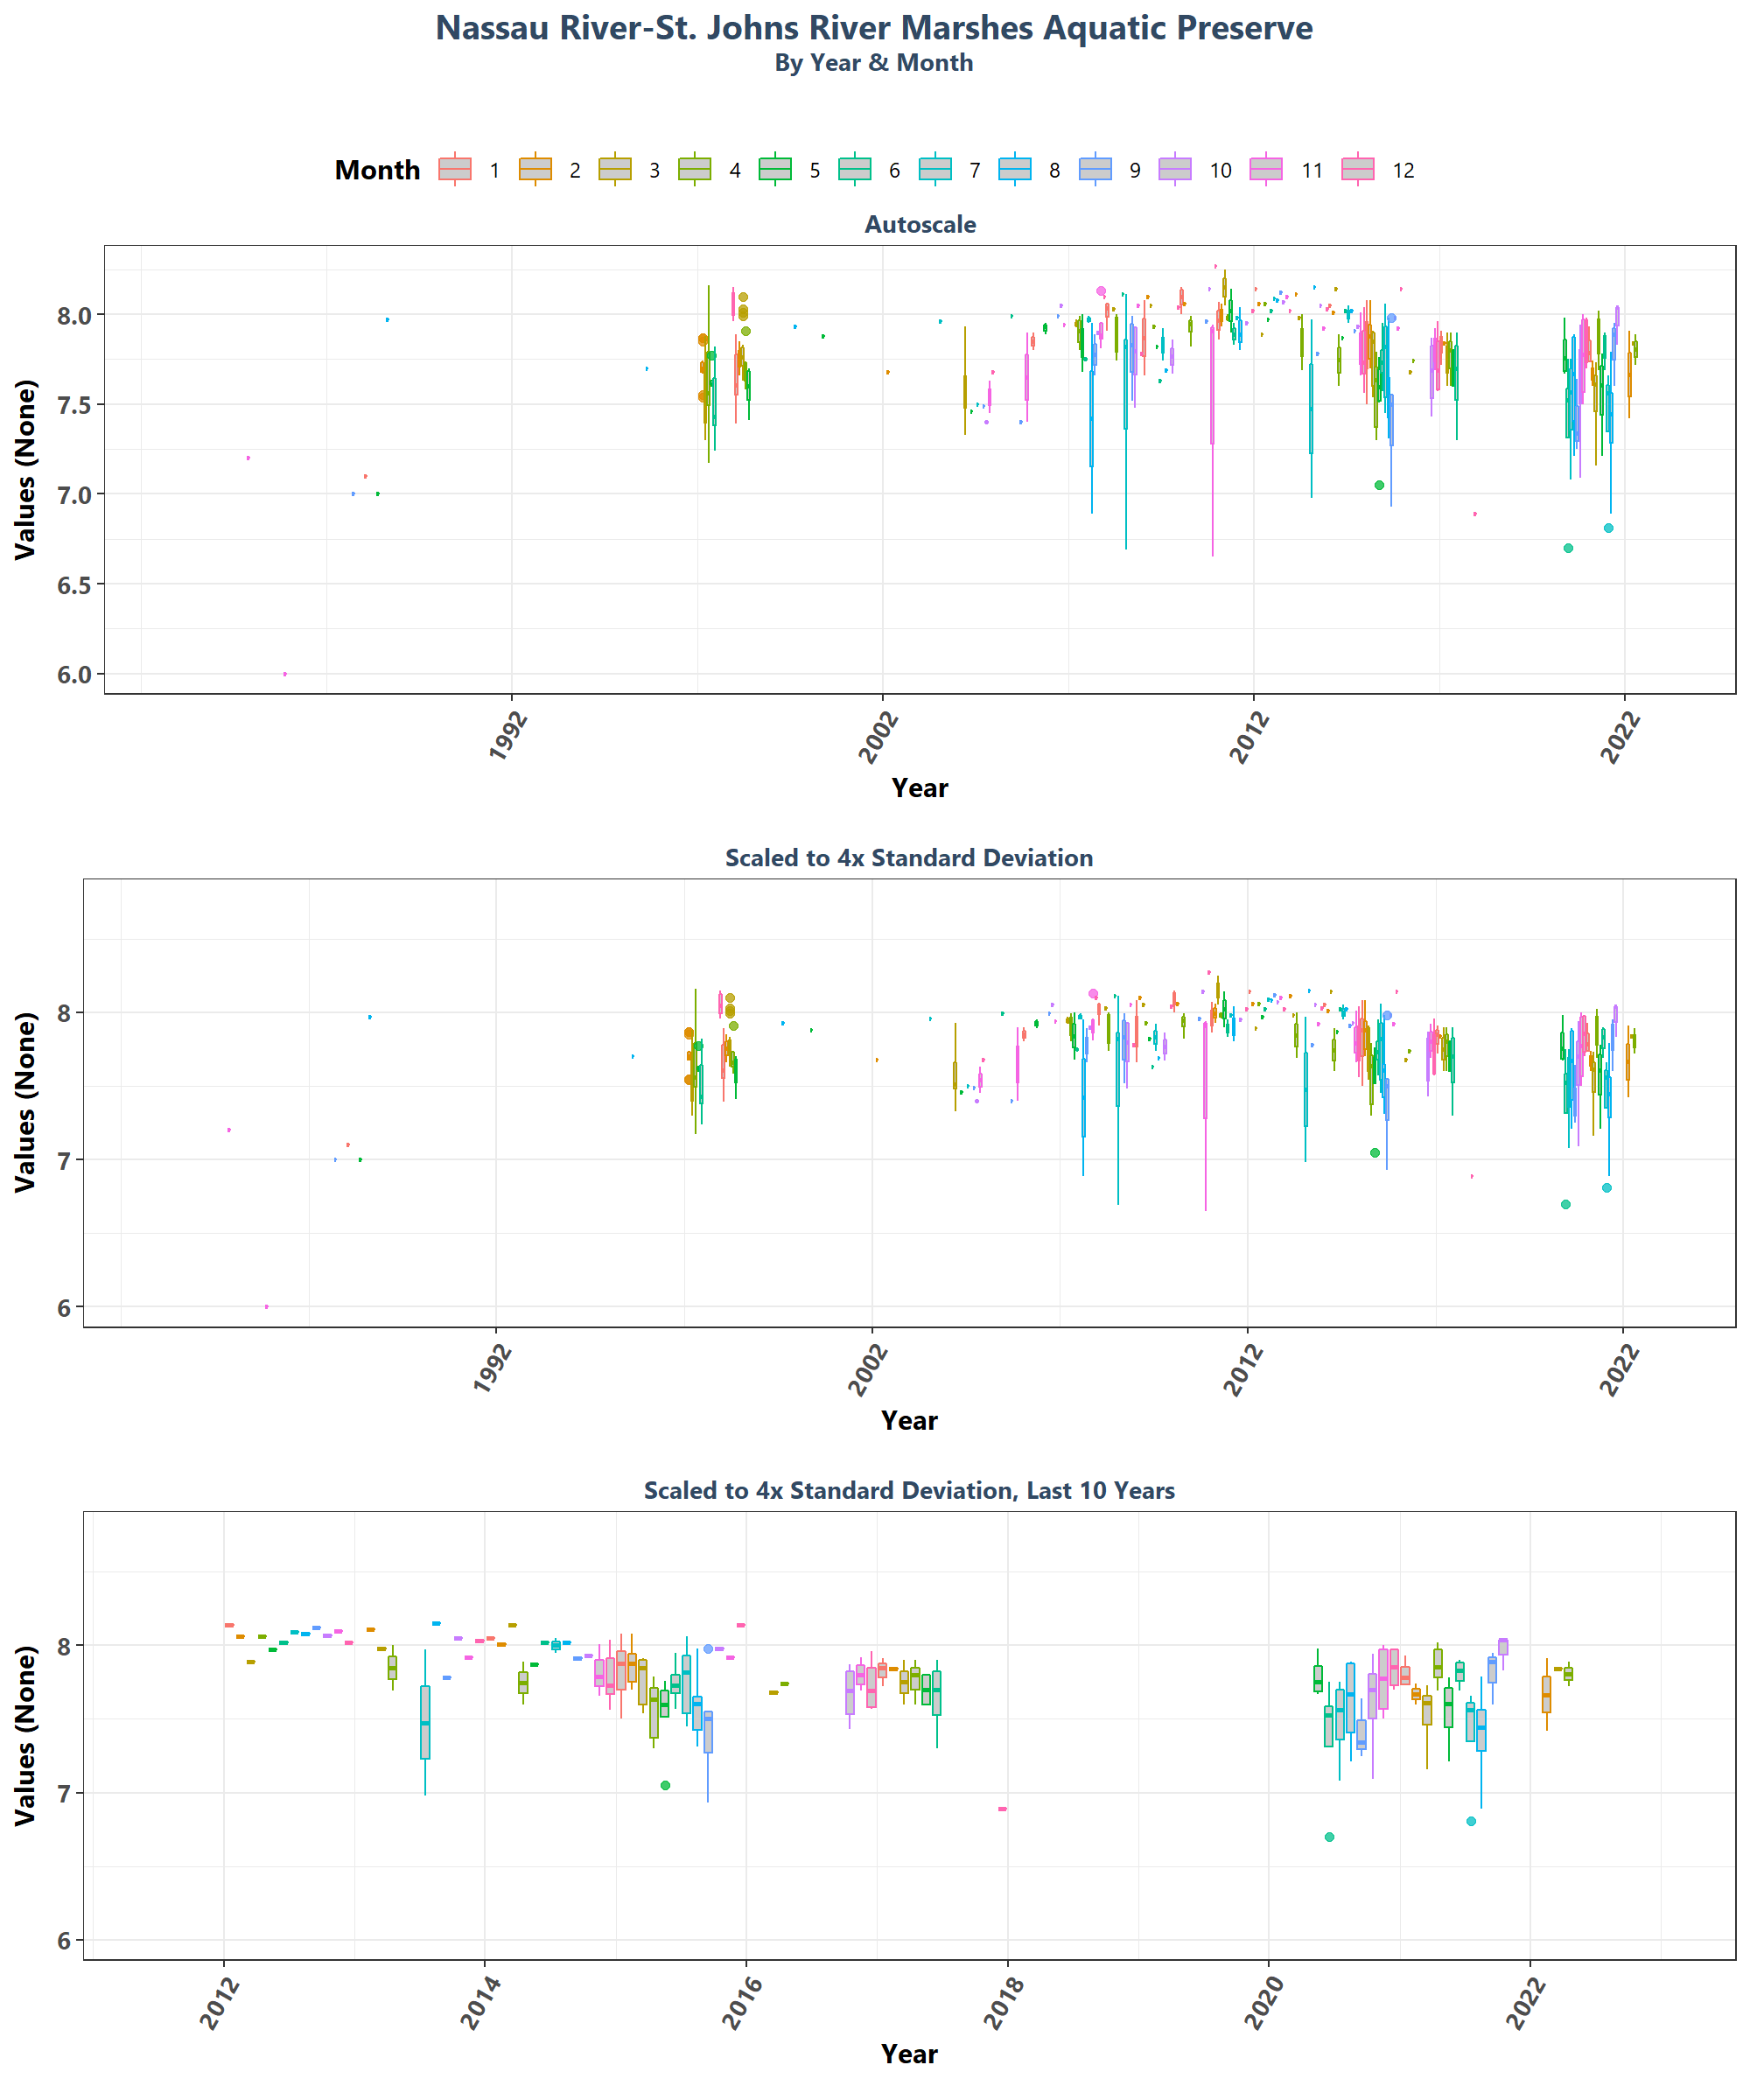 Nassau River-St. Johns River Marshes Aquatic Preserve
By Year & Month
Month 1 2 3 4 5 6 7 8 9 10 11 12
Autoscale
Values (None)
8.0
7.5
7.0
6.5
6.0
1992 2002 2012 2022
Year
Scaled to 4x Standard Deviation
Values (None)
8
7
6
1992 2002 2012 2022
Year
Scaled to 4x Standard Deviation, Last 10 Years
Values (None)
8
7
6
2012 2014 2016 2018 2020 2022
Year